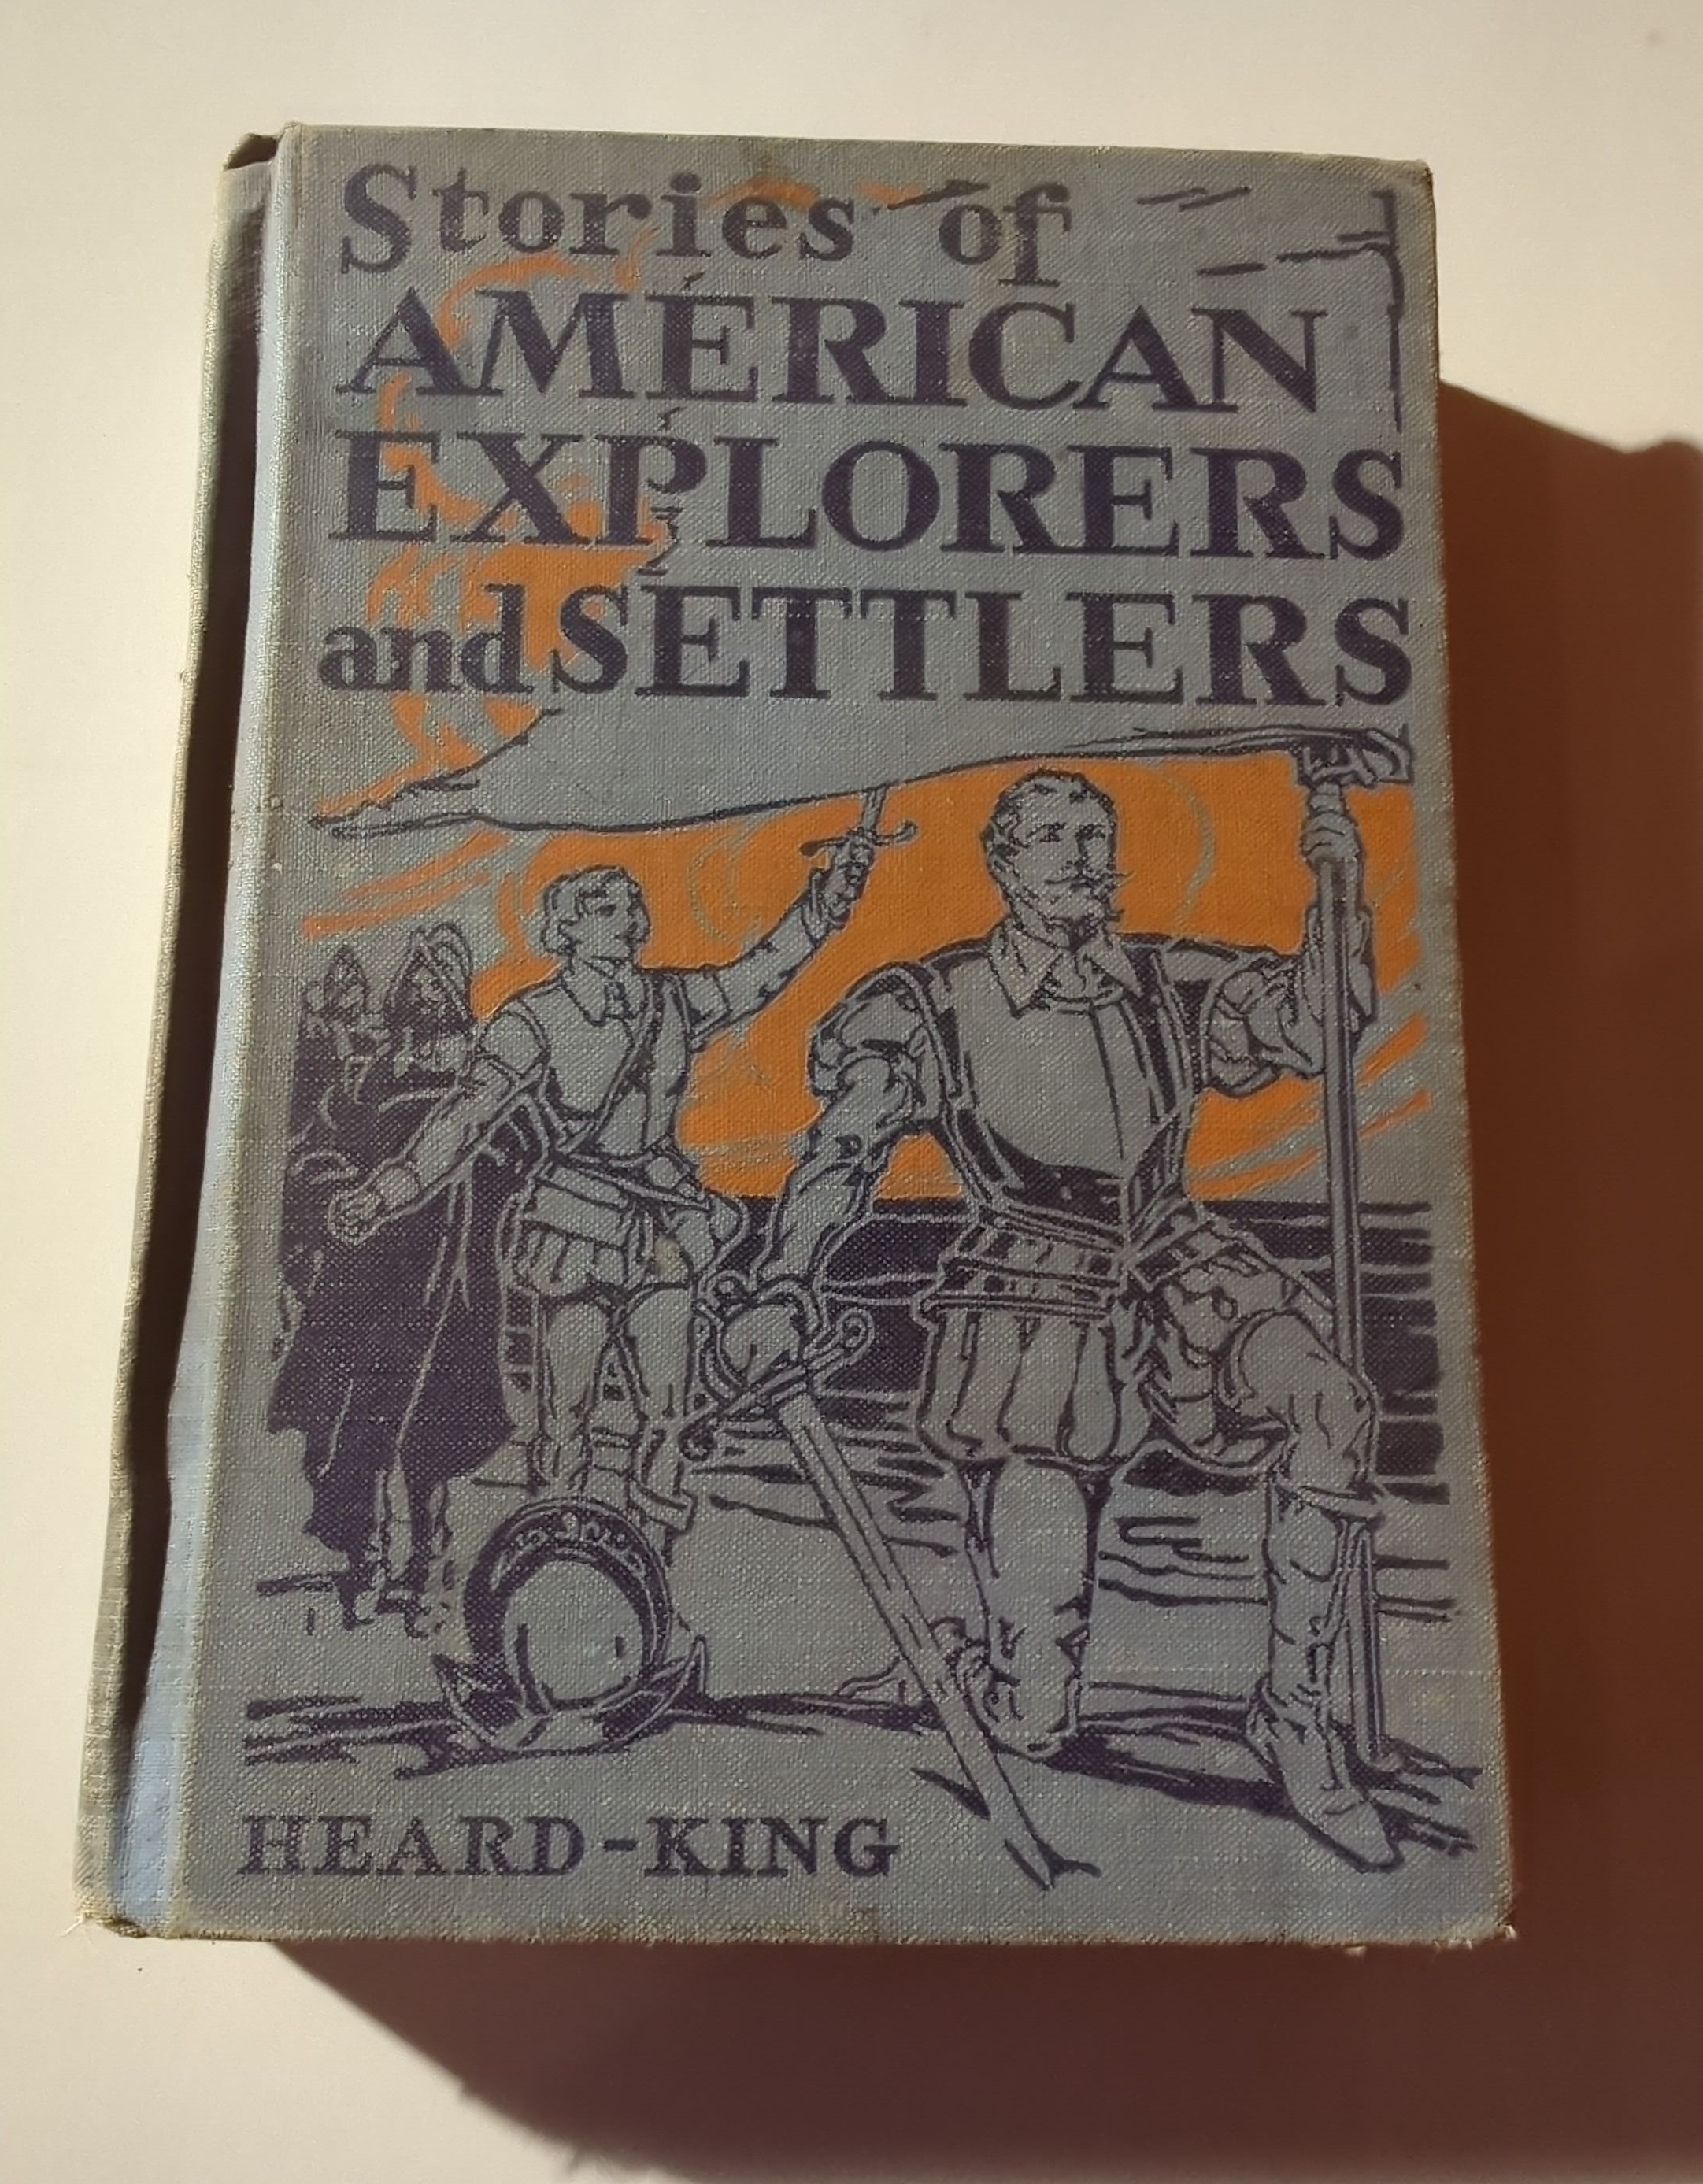 Stories of
AMERICAN
EXPLORERS
and SETTLERS
HEARD-KING